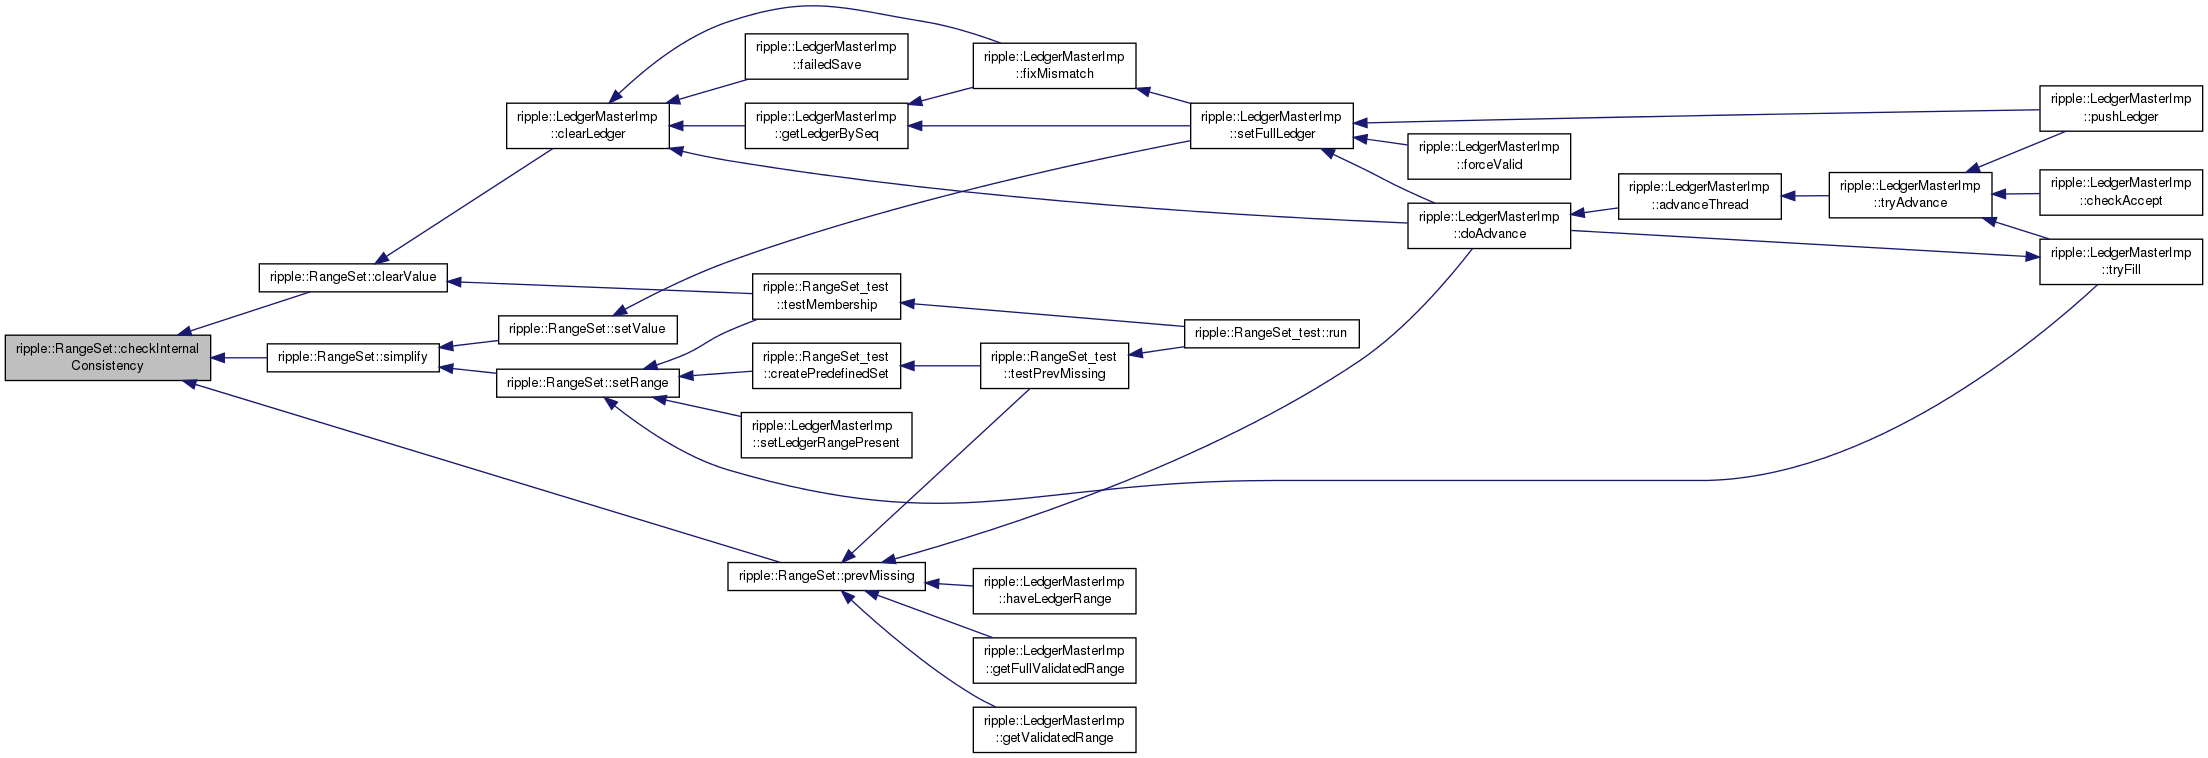 ripple::RangeSet::checkInternal
Consistency
ripple::RangeSet::clearValue
ripple::RangeSet::simplify
ripple::LedgerMasterImp
::clearLedger
ripple::RangeSet::setValue
ripple::RangeSet::setRange
ripple::LedgerMasterImp
::failedSave
ripple::LedgerMasterImp
::getLedgerBySeq
ripple::RangeSet_test
::testMembership
ripple::RangeSet_test
::createPredefinedSet
ripple::LedgerMasterImp
::setLedgerRangePresent
ripple::RangeSet::prevMissing
ripple::LedgerMasterImp
::fixMismatch
ripple::RangeSet_test
::testPrevMissing
ripple::LedgerMasterImp
::haveLedgerRange
ripple::LedgerMasterImp
::getFullValidatedRange
ripple::LedgerMasterImp
::getValidatedRange
ripple::LedgerMasterImp
::setFullLedger
ripple::RangeSet_test::run
ripple::LedgerMasterImp
::forceValid
ripple::LedgerMasterImp
::doAdvance
ripple::LedgerMasterImp
::advanceThread
ripple::LedgerMasterImp
::tryAdvance
ripple::LedgerMasterImp
::pushLedger
ripple::LedgerMasterImp
::checkAccept
ripple::LedgerMasterImp
::tryFill